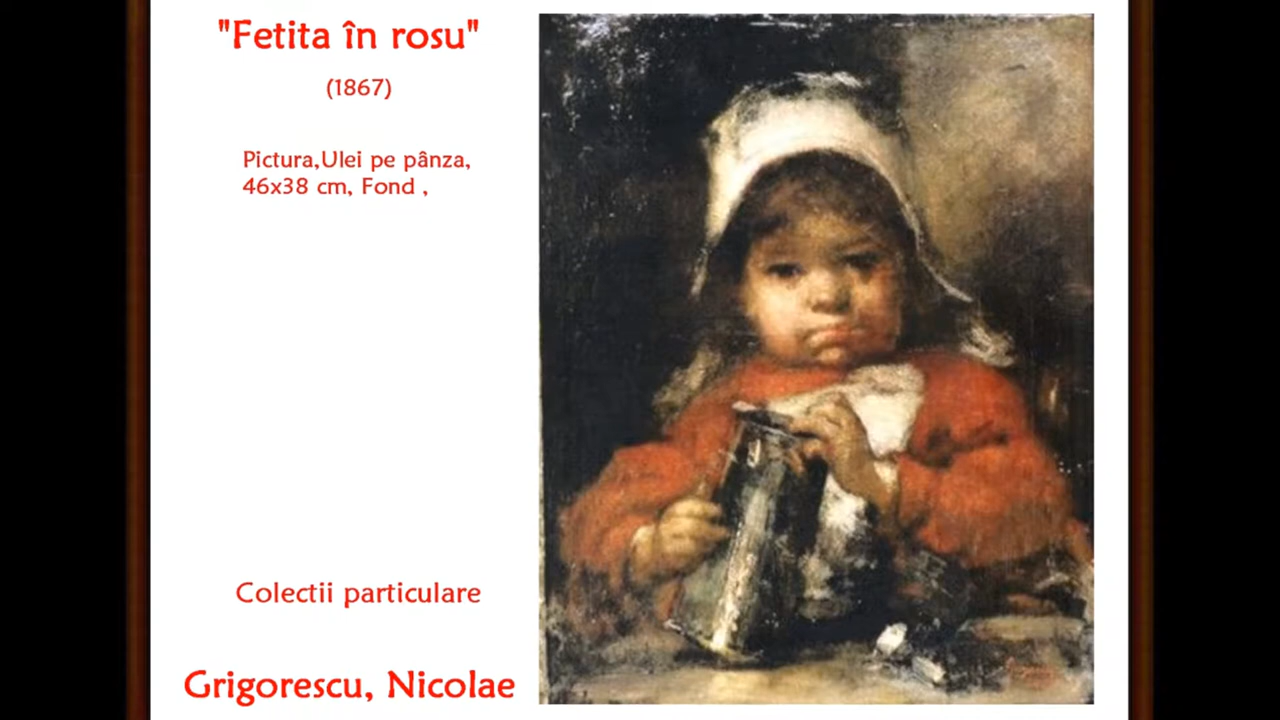 "Fetita în rosu"
(1867)
Pictura,Ulei pe pânza,
46x38 cm, Fond ,
Colectii particulare
Grigorescu, Nicolae